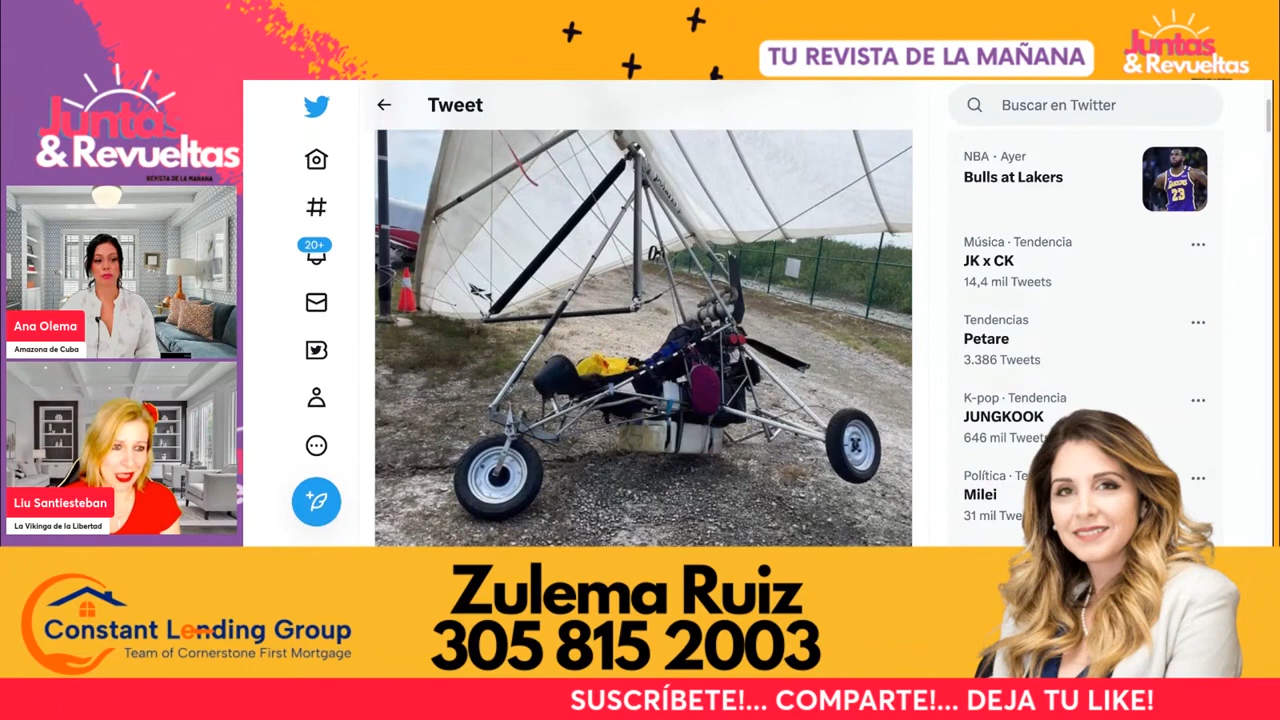 TU REVISTA DE LA MAÑANA
Juntas
& Revueltas
Juntas
& Revueltas
REVISTA DE LA MAÑANA
Tweet
Buscar en Twitter
NBA · Ayer
Bulls at Lakers
Música · Tendencia
JK x CK
14,4 mil Tweets
Tendencias
Petare
3.386 Tweets
K-pop · Tendencia
JUNGKOOK
646 mil Tweets
Política · Te
Milei
31 mil Twee
20+
23
Ana Olema
Amazona de Cuba
Liu Santiesteban
La Vikinga de la Libertad
Constant Lending Group
Team of Cornerstone First Mortgage
Zulema Ruiz
305 815 2003
SUSCRÍBETE!... COMPARTE!... DEJA TU LIKE!